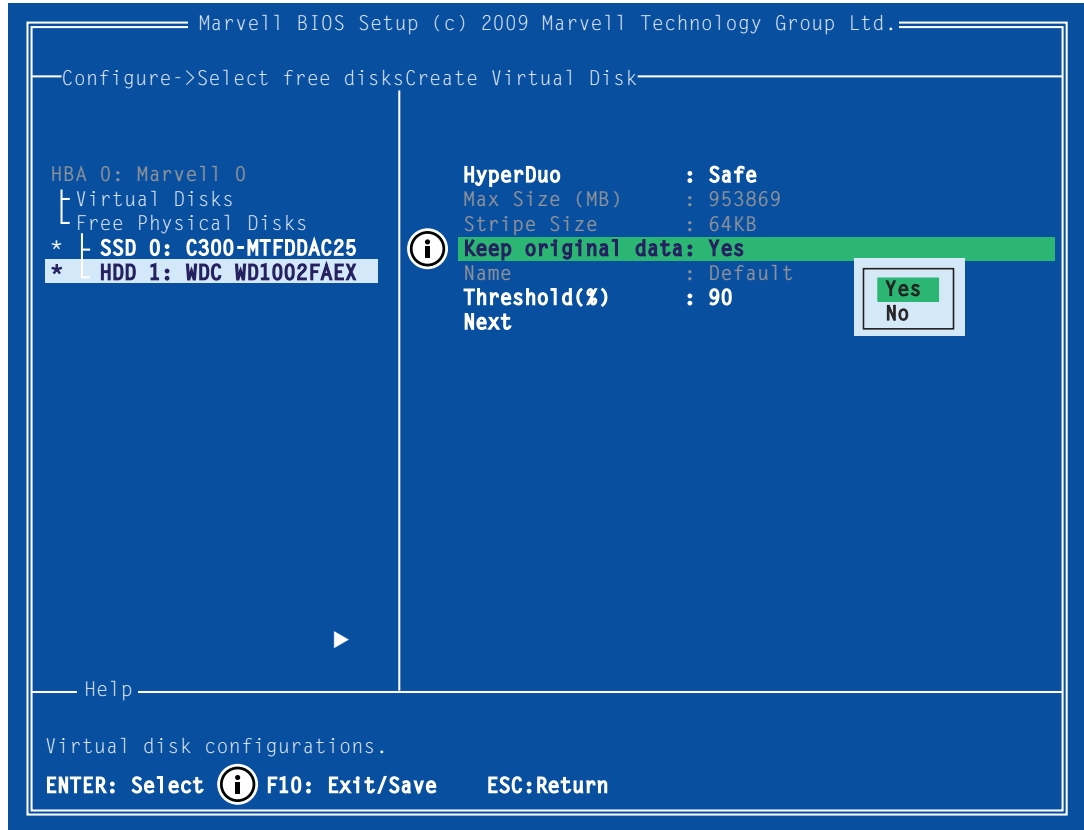 Marvell BIOS Setup (c) 2009 Marvell Technology Group Ltd.
Configure->Select free disksCreate Virtual Disk
HBA 0: Marvell 0
Virtual Disks
Free Physical Disks
* SSD 0: C300-MTFDDAC25
* HDD 1: WDC WD1002FAEX
HyperDuo : Safe
Max Size (MB) : 953869
Stripe Size : 64KB
i Keep original data: Yes
Name : Default
Threshold(%) : 90
Next
Yes
No
Help
Virtual disk configurations.
ENTER: Select i F10: Exit/Save ESC:Return